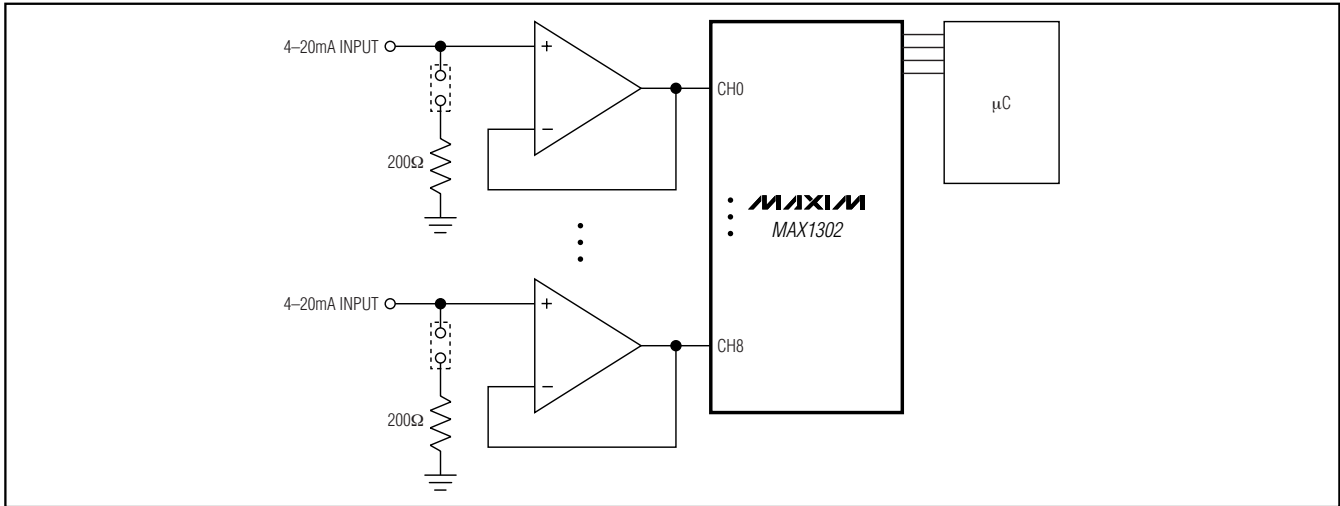 4–20mA INPUT
+
−
200Ω
CH0
μC
MAXIM
MAX1302
4–20mA INPUT
+
−
200Ω
CH8